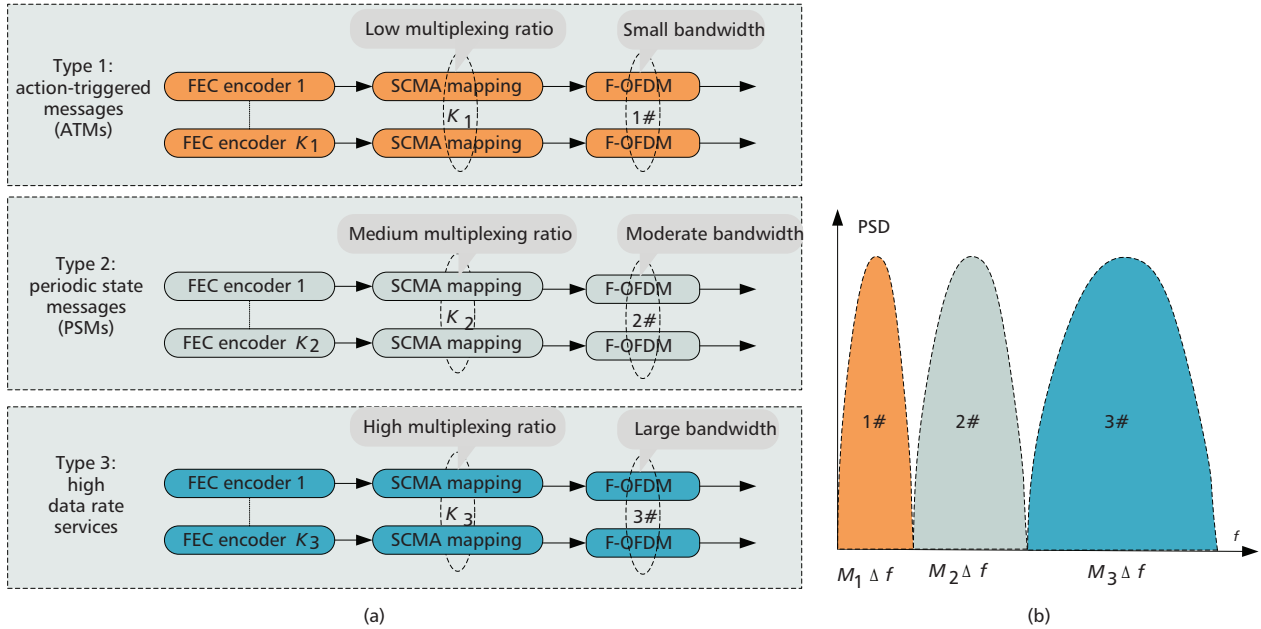 Low multiplexing ratio
Small bandwidth
Type 1:
action-triggered
messages
(ATMs)
FEC encoder 1
SCMA mapping
F-OFDM
K1
1#
FEC encoder K1
SCMA mapping
F-OFDM
Medium multiplexing ratio
Moderate bandwidth
Type 2:
periodic state
messages
(PSMs)
FEC encoder 1
SCMA mapping
F-OFDM
K2
2#
FEC encoder K2
SCMA mapping
F-OFDM
High multiplexing ratio
Large bandwidth
Type 3:
high
data rate
services
FEC encoder 1
SCMA mapping
F-OFDM
K3
3#
FEC encoder K3
SCMA mapping
F-OFDM
(a)
PSD
1#
2#
3#
f
M1 Δ f
M2 Δ f
M3 Δ f
(b)